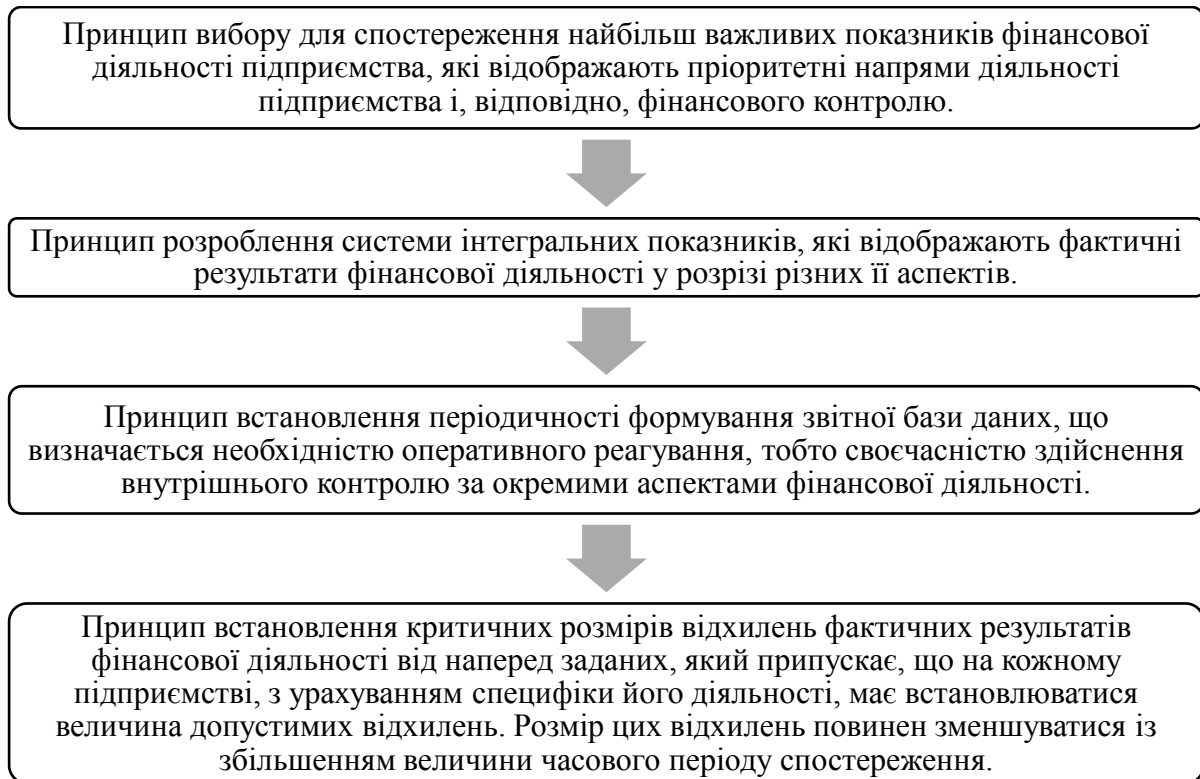 Принцип вибору для спостереження найбільш важливих показників фінансової
діяльності підприємства, які відображають пріоритетні напрями діяльності
підприємства і, відповідно, фінансового контролю.
Принцип розроблення системи інтегральних показників, які відображають фактичні
результати фінансової діяльності у розрізі різних її аспектів.
Принцип встановлення періодичності формування звітної бази даних, що
визначається необхідністю оперативного реагування, тобто своєчасністю здійснення
внутрішнього контролю за окремими аспектами фінансової діяльності.
Принцип встановлення критичних розмірів відхилень фактичних результатів
фінансової діяльності від наперед заданих, який припускає, що на кожному
підприємстві, з урахуванням специфіки його діяльності, має встановлюватися
величина допустимих відхилень. Розмір цих відхилень повинен зменшуватися із
збільшенням величини часового періоду спостереження.